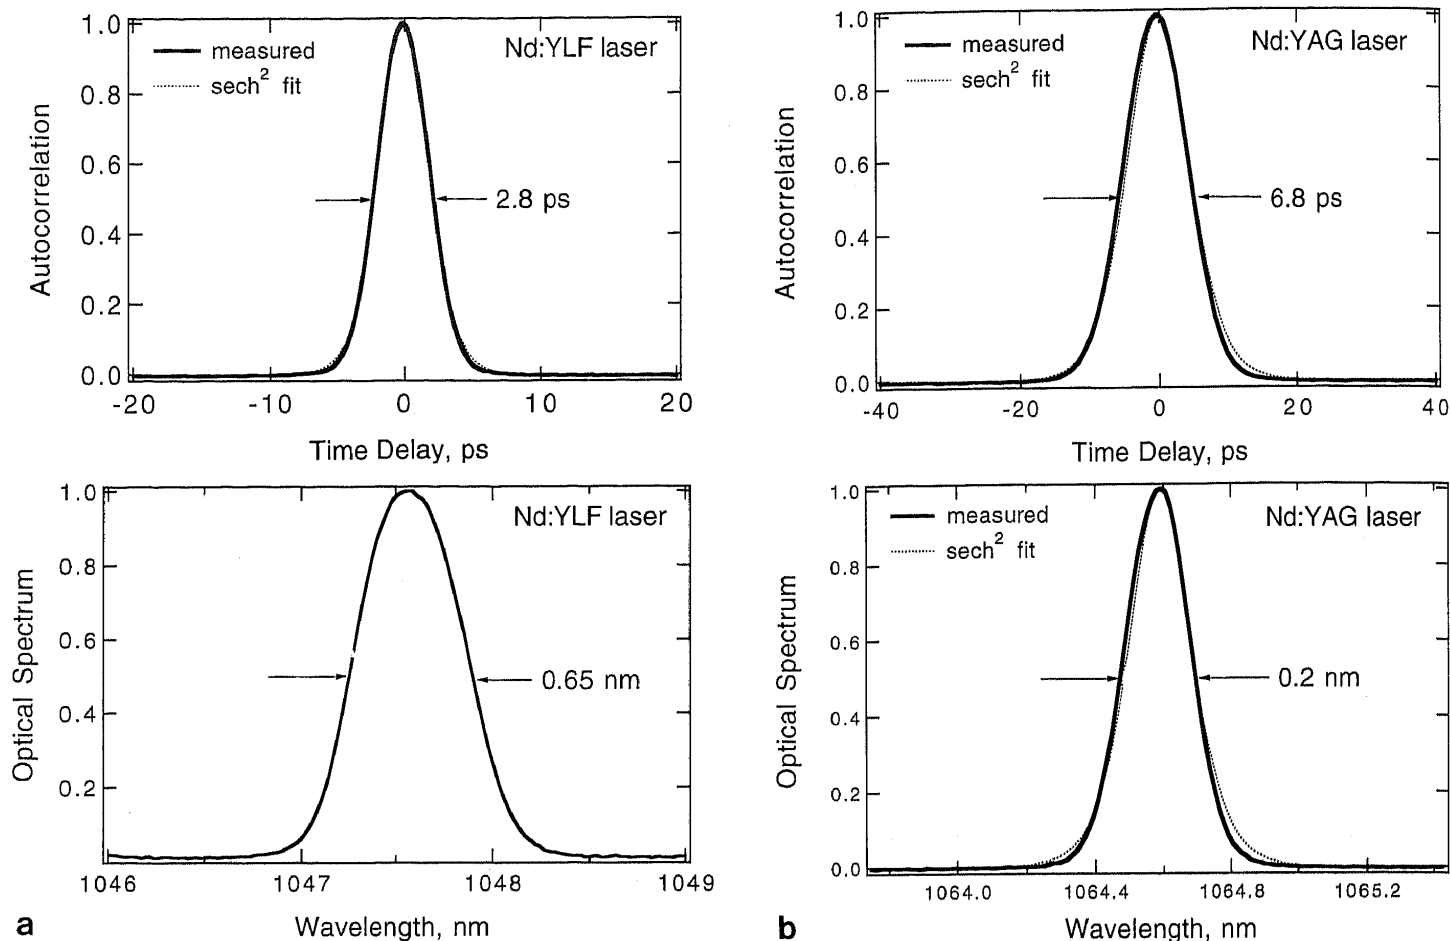 1.0
0.8
0.6
0.4
0.2
0.0
Autocorrelation
measured
sech² fit
Nd:YLF laser
2.8 ps
-20 -10 0 10 20
Time Delay, ps
1.0
0.8
0.6
0.4
0.2
0.0
Autocorrelation
measured
sech² fit
Nd:YAG laser
6.8 ps
-40 -20 0 20 40
Time Delay, ps
1.0
0.8
0.6
0.4
0.2
Optical Spectrum
Nd:YLF laser
0.65 nm
1046 1047 1048 1049
Wavelength, nm
a
1.0
0.8
0.6
0.4
0.2
0.0
Optical Spectrum
measured
sech² fit
Nd:YAG laser
0.2 nm
1064.0 1064.4 1064.8 1065.2
Wavelength, nm
b